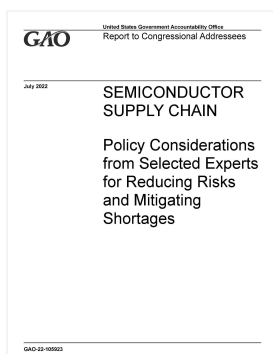 United States Government Accountability Office
GAO
Report to Congressional Addressees
July 2022
SEMICONDUCTOR
SUPPLY CHAIN
Policy Considerations
from Selected Experts
for Reducing Risks
and Mitigating
Shortages
GAO-22-105923